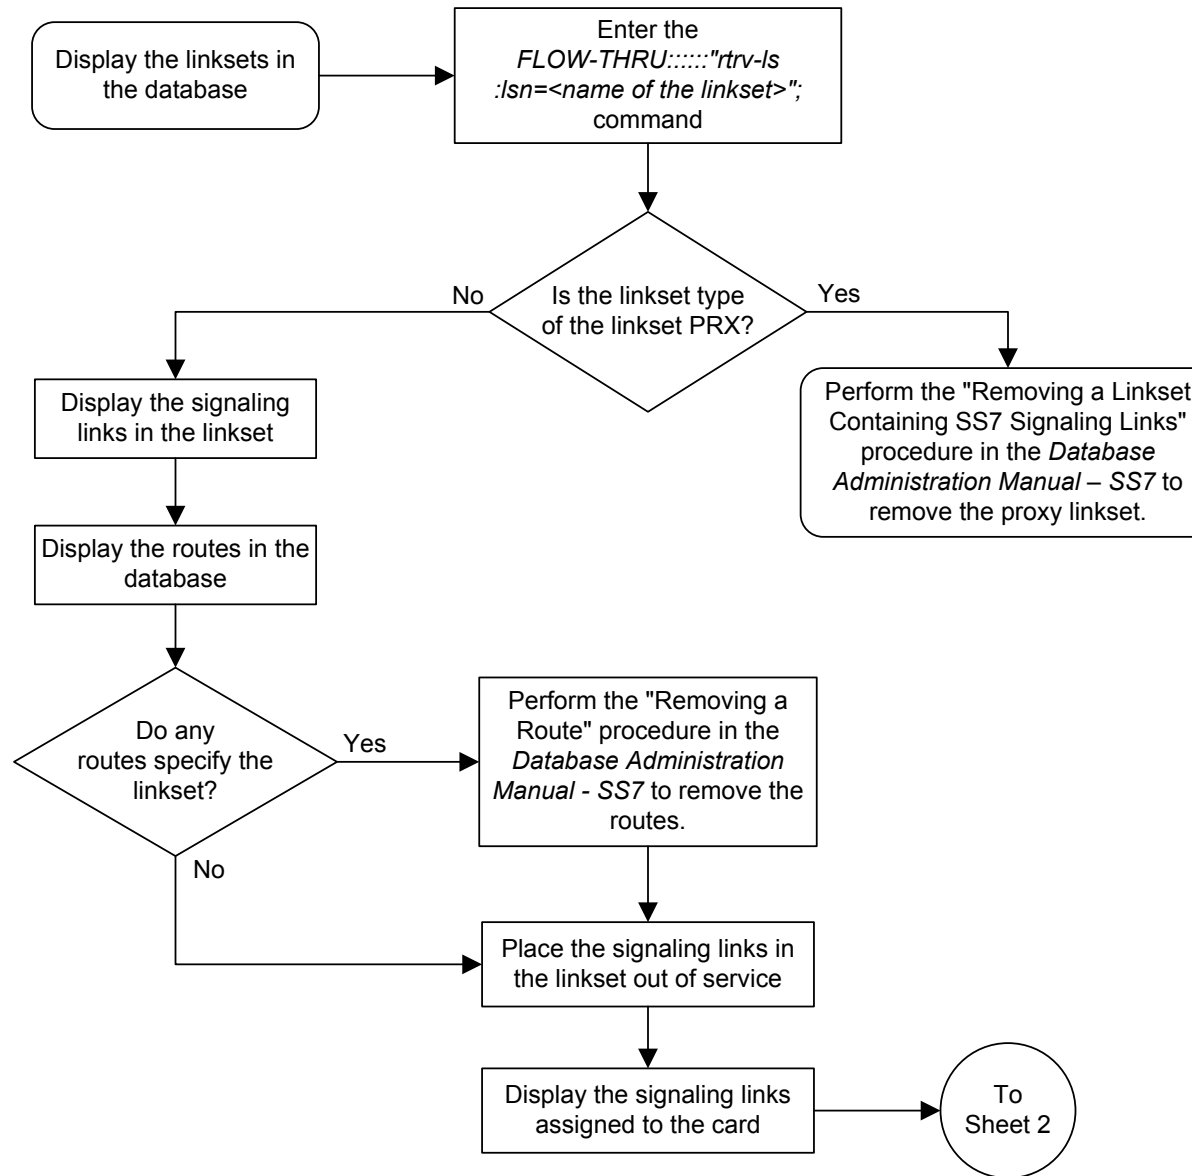 Display the linksets in
the database
Enter the
FLOW-THRU::::::"rtrv-ls
:lsn=<name of the linkset>";
command
Is the linkset type
of the linkset PRX?
No
Yes
Display the signaling
links in the linkset
Perform the "Removing a Linkset
Containing SS7 Signaling Links"
procedure in the Database
Administration Manual – SS7 to
remove the proxy linkset.
Display the routes in the
database
Do any
routes specify the
linkset?
Yes
No
Perform the "Removing a
Route" procedure in the
Database Administration
Manual - SS7 to remove the
routes.
Place the signaling links in
the linkset out of service
Display the signaling links
assigned to the card
To
Sheet 2